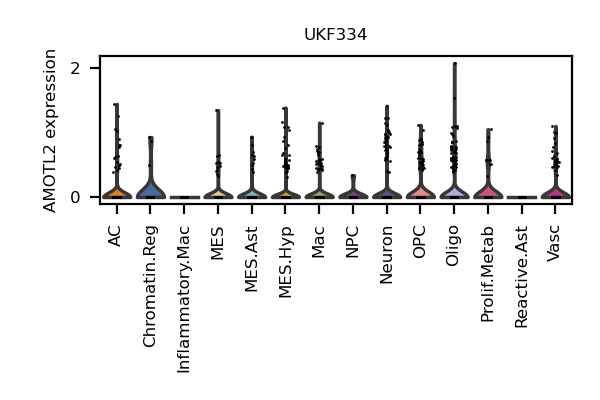 UKF334
AMOTL2 expression
2
0
AC
Chromatin.Reg
Inflammatory.Mac
MES
MES.Ast
MES.Hyp
Mac
NPC
Neuron
OPC
Oligo
Prolif.Metab
Reactive.Ast
Vasc